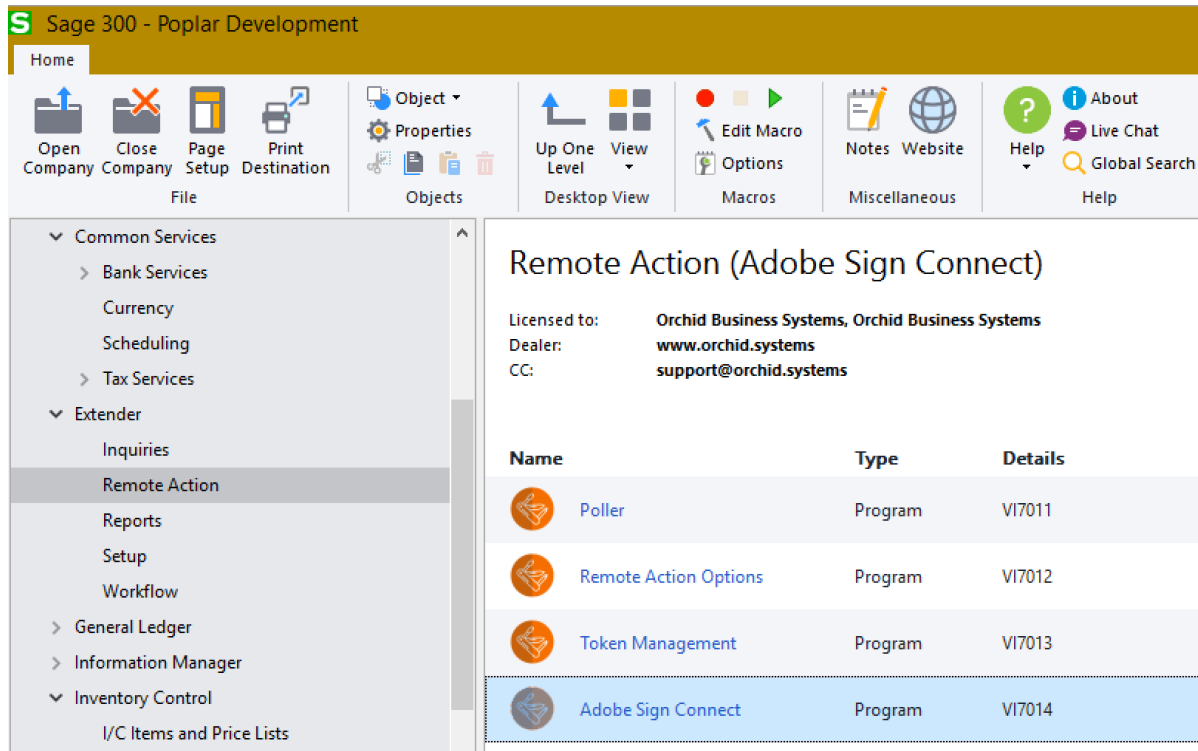 S Sage 300 - Poplar Development
Home
Open Company
Close Company
Page Setup
Print Destination
File
Object
Properties
Objects
Up One Level
View
Desktop View
Edit Macro
Options
Macros
Notes
Website
Miscellaneous
Help
About
Live Chat
Global Search
Help
Common Services
Bank Services
Currency
Scheduling
Tax Services
Extender
Inquiries
Remote Action
Reports
Setup
Workflow
General Ledger
Information Manager
Inventory Control
I/C Items and Price Lists
Remote Action (Adobe Sign Connect)
Licensed to: Orchid Business Systems, Orchid Business Systems
Dealer: www.orchid.systems
CC: support@orchid.systems
Name Type Details
Poller Program VI7011
Remote Action Options Program VI7012
Token Management Program VI7013
Adobe Sign Connect Program VI7014